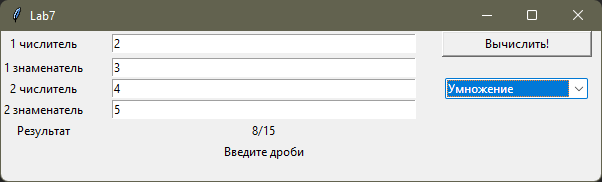 Lab7
1 числитель 2 Вычислить!
1 знаменатель 3
2 числитель 4 Умножение
2 знаменатель 5
Результат 8/15
Введите дроби